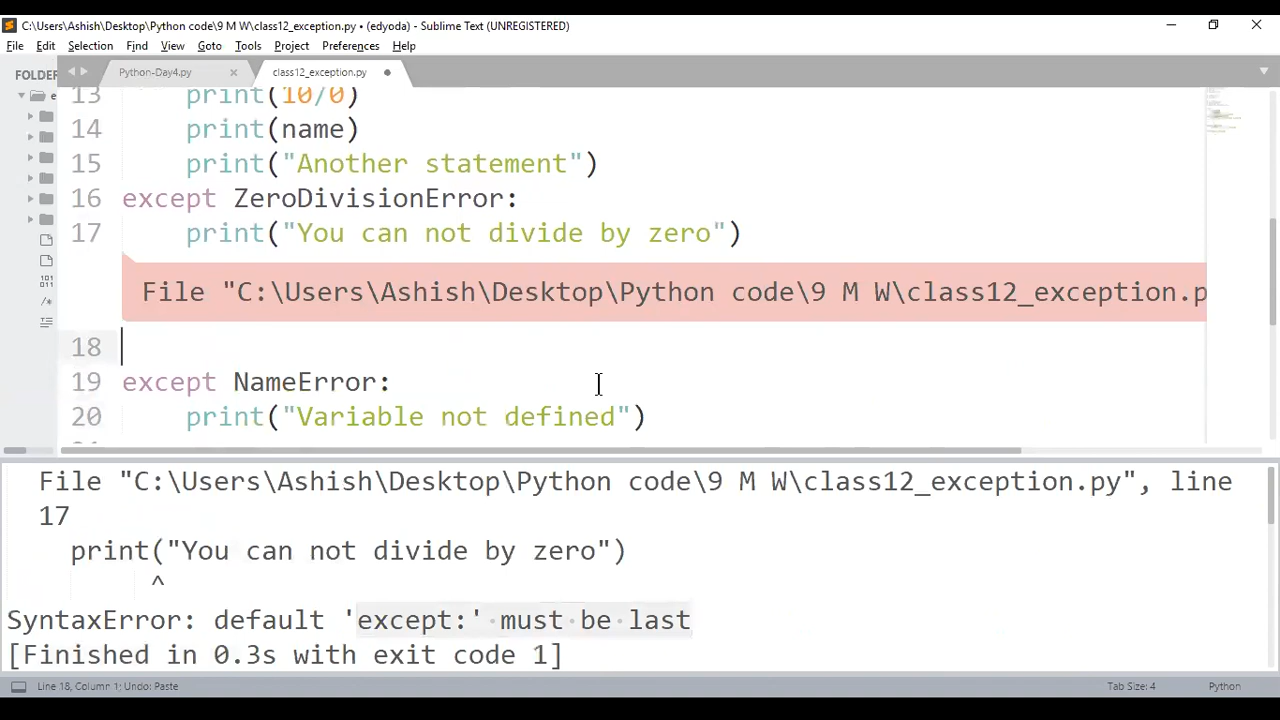 C:\Users\Ashish\Desktop\Python code\9 M W\class12_exception.py • (edyoda) - Sublime Text (UNREGISTERED)
File Edit Selection Find View Goto Tools Project Preferences Help
FOLDER
Python-Day4.py
class12_exception.py
e
13 print(10/0)
14 print(name)
15 print("Another statement")
16 except ZeroDivisionError:
17 print("You can not divide by zero")
File "C:\Users\Ashish\Desktop\Python code\9 M W\class12_exception.p
18
19 except NameError:
20 print("Variable not defined")
File "C:\Users\Ashish\Desktop\Python code\9 M W\class12_exception.py", line
17
print("You can not divide by zero")
^
SyntaxError: default 'except:' must be last
[Finished in 0.3s with exit code 1]
Line 18, Column 1; Undo: Paste
Tab Size: 4
Python